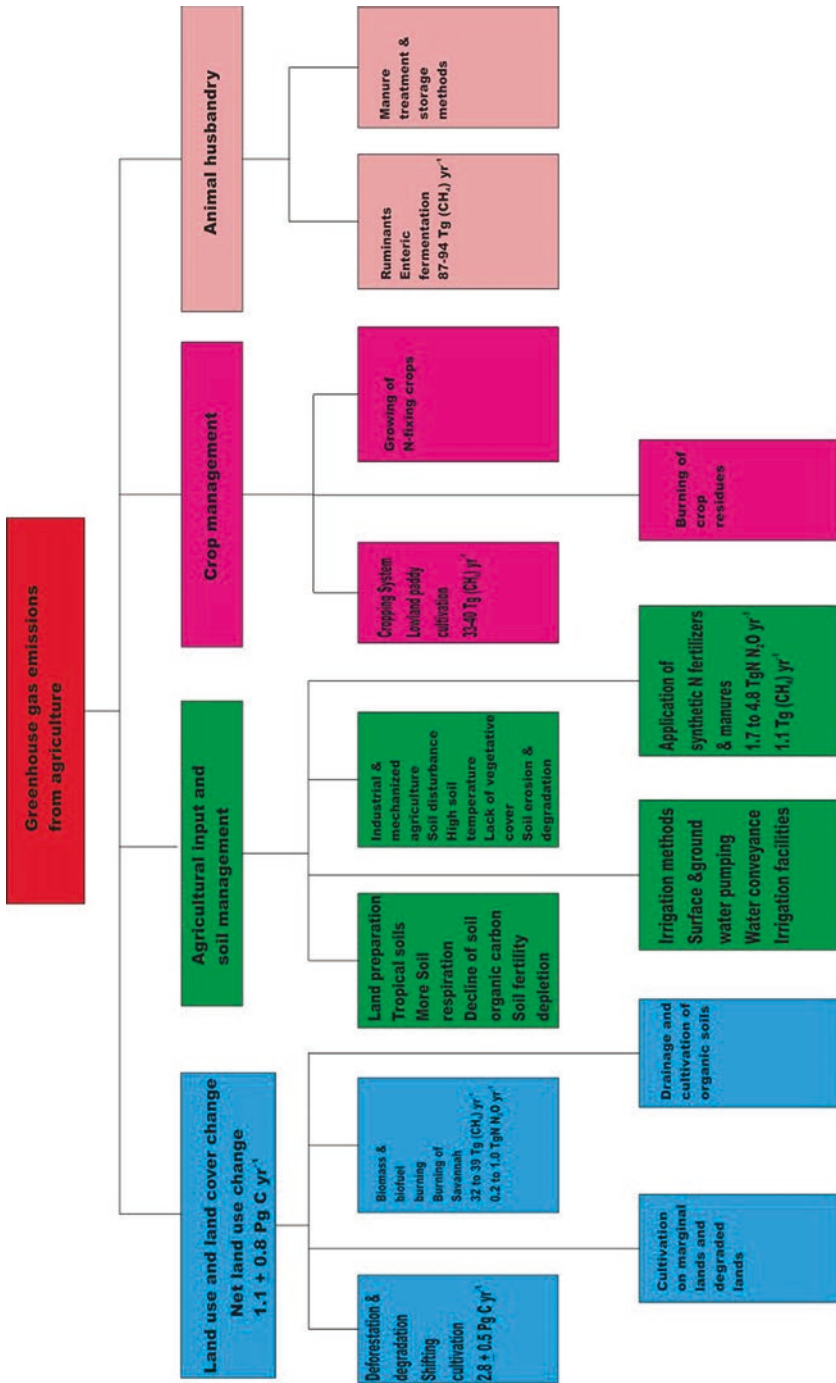 Greenhouse gas emissions
from agriculture
Land use and land cover change
Net land use change
1.1 ± 0.8 Pg C yr⁻¹
Agricultural input and
soil management
Crop management
Animal husbandry
Deforestation &
degradation
Shifting
cultivation
2.8 ± 0.5 Pg C yr⁻¹
Biomass &
biofuel
burning
Burning of
Savannah
32 to 39 Tg (CH₄) yr⁻¹
0.2 to 1.0 TgN N₂O yr⁻¹
Land preparation
Tropical soils
More Soil
respiration
Decline of soil
organic carbon
Soil fertility
depletion
Industrial &
mechanized
agriculture
Soil disturbance
High soil
temperature
Lack of vegetative
cover
Soil erosion &
degradation
Cropping System
Lowland paddy
cultivation
33-40 Tg (CH₄) yr⁻¹
Growing of
N-fixing crops
Ruminants
Enteric
fermentation
87-94 Tg (CH₄) yr⁻¹
Manure
treatment &
storage
methods
Cultivation
on marginal
lands and
degraded
lands
Drainage and
cultivation of
organic soils
Irrigation methods
Surface &ground
water pumping
Water conveyance
Irrigation facilities
Application of
synthetic N fertilizers
& manures
1.7 to 4.8 TgN N₂O yr⁻¹
1.1 Tg (CH₄) yr⁻¹
Burning of
crop
residues